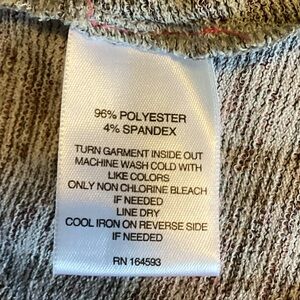 96% POLYESTER
4% SPANDEX
TURN GARMENT INSIDE OUT
MACHINE WASH COLD WITH
LIKE COLORS
ONLY NON CHLORINE BLEACH
IF NEEDED
LINE DRY
COOL IRON ON REVERSE SIDE
IF NEEDED
RN 164593